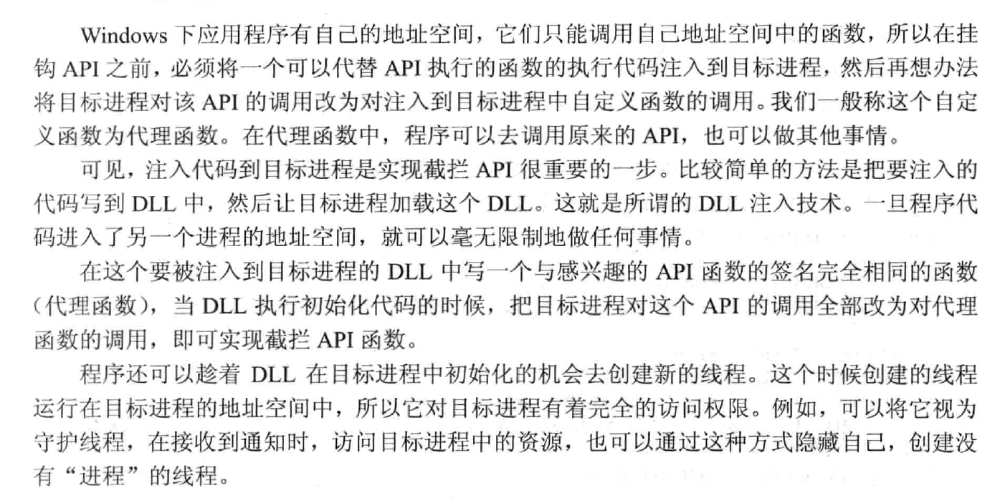 Windows 下应用程序有自己的地址空间，它们只能调用自己地址空间中的函数，所以在挂
钩 API 之前，必须将一个可以代替 API 执行的函数的执行代码注入到目标进程，然后再想办法
将目标进程对该 API 的调用改为对注入到目标进程中自定义函数的调用。我们一般称这个自定
义函数为代理函数。在代理函数中，程序可以去调用原来的 API，也可以做其他事情。
可见，注入代码到目标进程是实现截拦 API 很重要的一步。比较简单的方法是把要注入的
代码写到 DLL 中，然后让目标进程加载这个 DLL。这就是所谓的 DLL 注入技术。一旦程序代
码进入了另一个进程的地址空间，就可以毫无限制地做任何事情。
在这个要被注入到目标进程的 DLL 中写一个与感兴趣的 API 函数的签名完全相同的函数
（代理函数），当 DLL 执行初始化代码的时候，把目标进程对这个 API 的调用全部改为对代理
函数的调用，即可实现截拦 API 函数。
程序还可以趁着 DLL 在目标进程中初始化的机会去创建新的线程。这个时候创建的线程
运行在目标进程的地址空间中，所以它对目标进程有着完全的访问权限。例如，可以将它视为
守护线程，在接收到通知时，访问目标进程中的资源，也可以通过这种方式隐藏自己，创建没
有“进程”的线程。